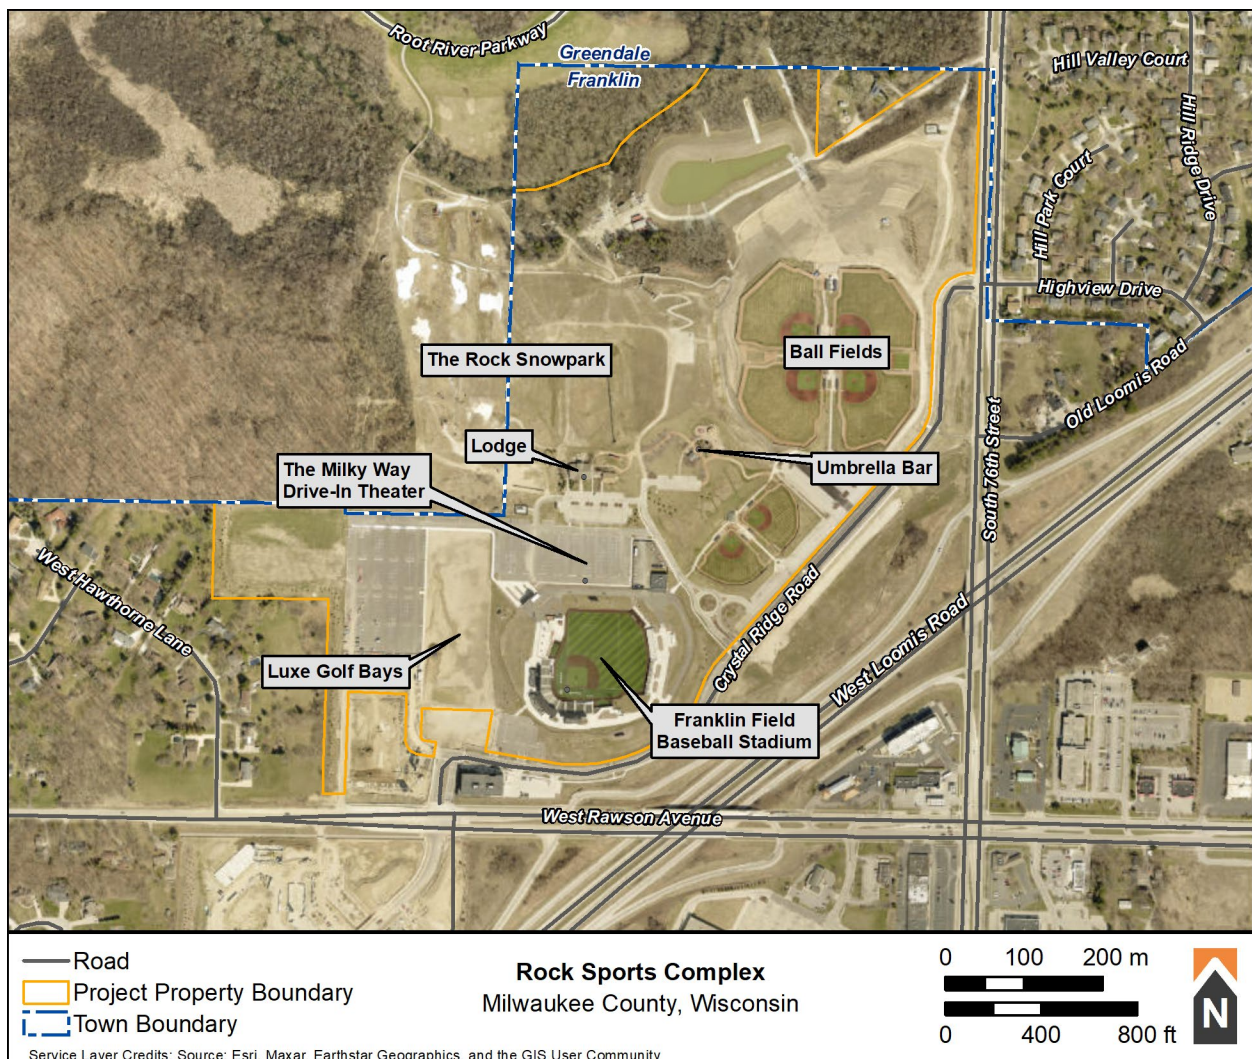 Root River Parkway
Greendale
Franklin
Hill Valley Court
Hill Ridge Drive
Hill Park Court
Highview Drive
The Rock Snowpark
Ball Fields
Old Loomis Road
Lodge
Umbrella Bar
The Milky Way
Drive-In Theater
South 76th Street
West Hawthorne Lane
Crystal Ridge Road
West Loomis Road
Luxe Golf Bays
Franklin Field
Baseball Stadium
West Rawson Avenue
Road
Project Property Boundary
Town Boundary
Service Layer Credits: Source: Esri, Maxar, Earthstar Geographics, and the GIS User Community
Rock Sports Complex
Milwaukee County, Wisconsin
0 100 200 m
0 400 800 ft
N